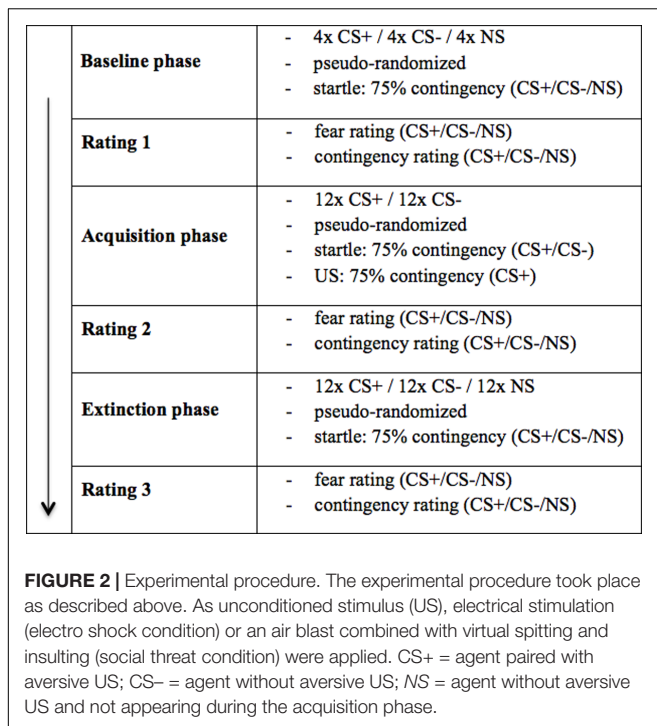 Baseline phase
- 4x CS+ / 4x CS- / 4x NS
- pseudo-randomized
- startle: 75% contingency (CS+/CS-/NS)
Rating 1
- fear rating (CS+/CS-/NS)
- contingency rating (CS+/CS-/NS)
Acquisition phase
- 12x CS+ / 12x CS-
- pseudo-randomized
- startle: 75% contingency (CS+/CS-)
- US: 75% contingency (CS+)
Rating 2
- fear rating (CS+/CS-/NS)
- contingency rating (CS+/CS-/NS)
Extinction phase
- 12x CS+ / 12x CS- / 12x NS
- pseudo-randomized
- startle: 75% contingency (CS+/CS-/NS)
Rating 3
- fear rating (CS+/CS-/NS)
- contingency rating (CS+/CS-/NS)
FIGURE 2 | Experimental procedure. The experimental procedure took place
as described above. As unconditioned stimulus (US), electrical stimulation
(electro shock condition) or an air blast combined with virtual spitting and
insulting (social threat condition) were applied. CS+ = agent paired with
aversive US; CS– = agent without aversive US; NS = agent without aversive
US and not appearing during the acquisition phase.